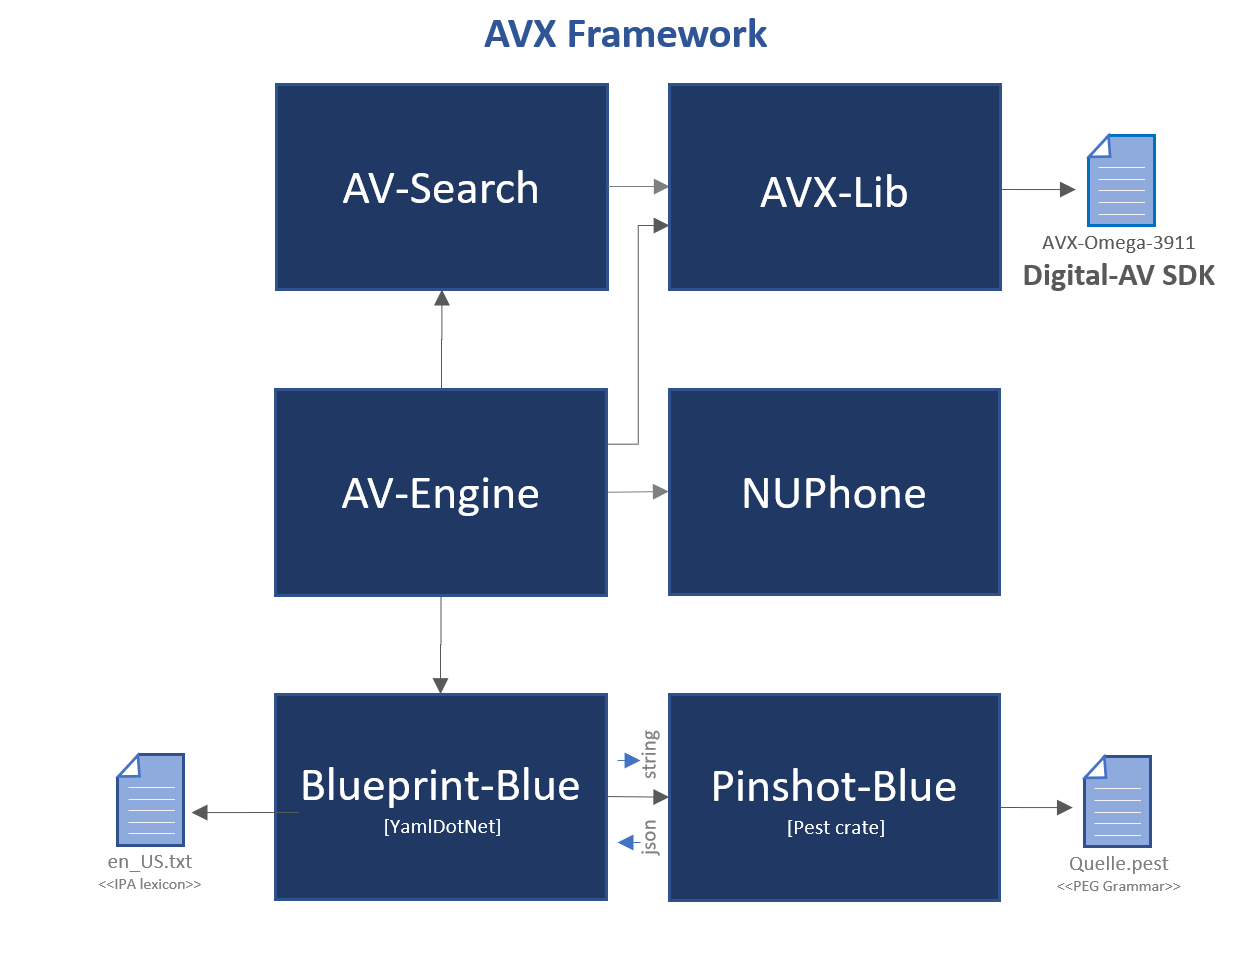 AVX Framework
AV-Search
AVX-Lib
AVX-Omega-3911
Digital-AV SDK
AV-Engine
NUPhone
Blueprint-Blue
[YamlDotNet]
string
json
Pinshot-Blue
[Pest crate]
en_US.txt
<<IPA lexicon>>
Quelle.pest
<<PEG Grammar>>